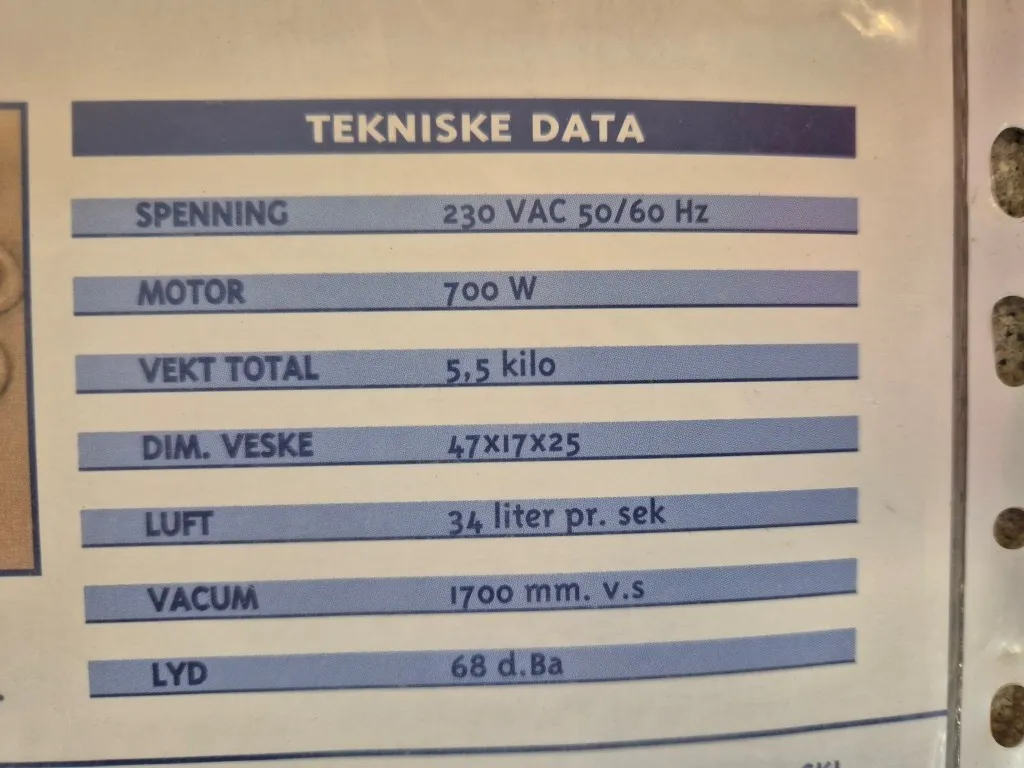 TEKNISKE DATA
SPENNING 230 VAC 50/60 Hz
MOTOR 700 W
VEKT TOTAL 5,5 kilo
DIM. VESKE 47X17X25
LUFT 34 liter pr. sek
VACUM 1700 mm. v.s
LYD 68 d.Ba